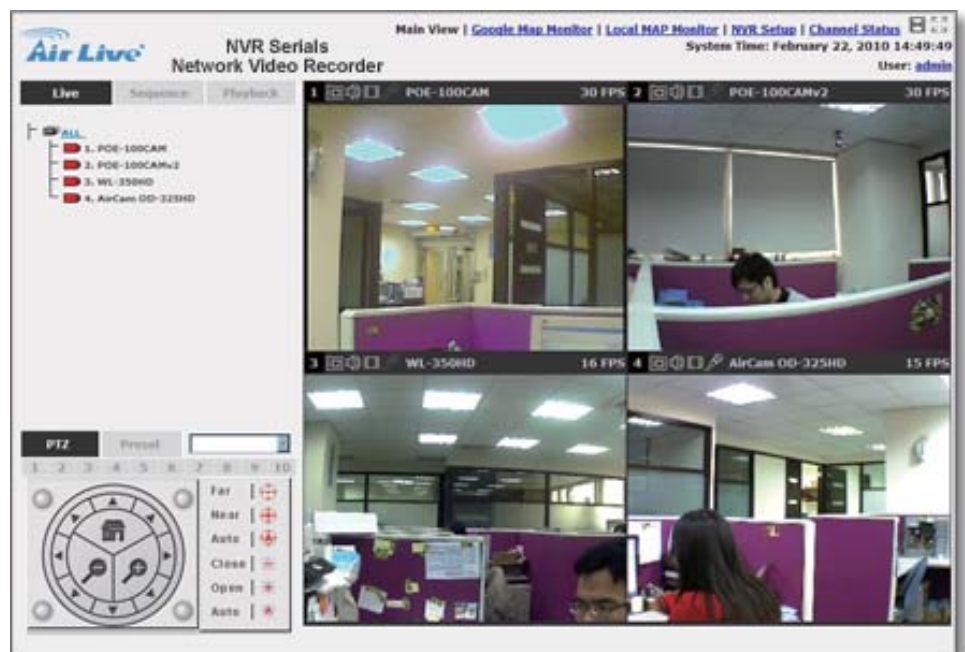 Air Live
NVR Serials
Network Video Recorder
Main View | Google Map Monitor | Local MAP Monitor | NVR Setup | Channel Status
System Time: February 22, 2010 14:49:49
User: admin
Live Sequence Playback
ALL
1. POE-100CAM
2. POE-100CAMv2
3. WL-350HD
4. AirCam OD-325HD
1 POE-100CAM 30 FPS
2 POE-100CAMv2 30 FPS
3 WL-350HD 16 FPS
4 AirCam OD-325HD 15 FPS
PTZ Preset
1 2 3 4 5 6 7 8 9 10
Far
Near
Auto
Close
Open
Auto